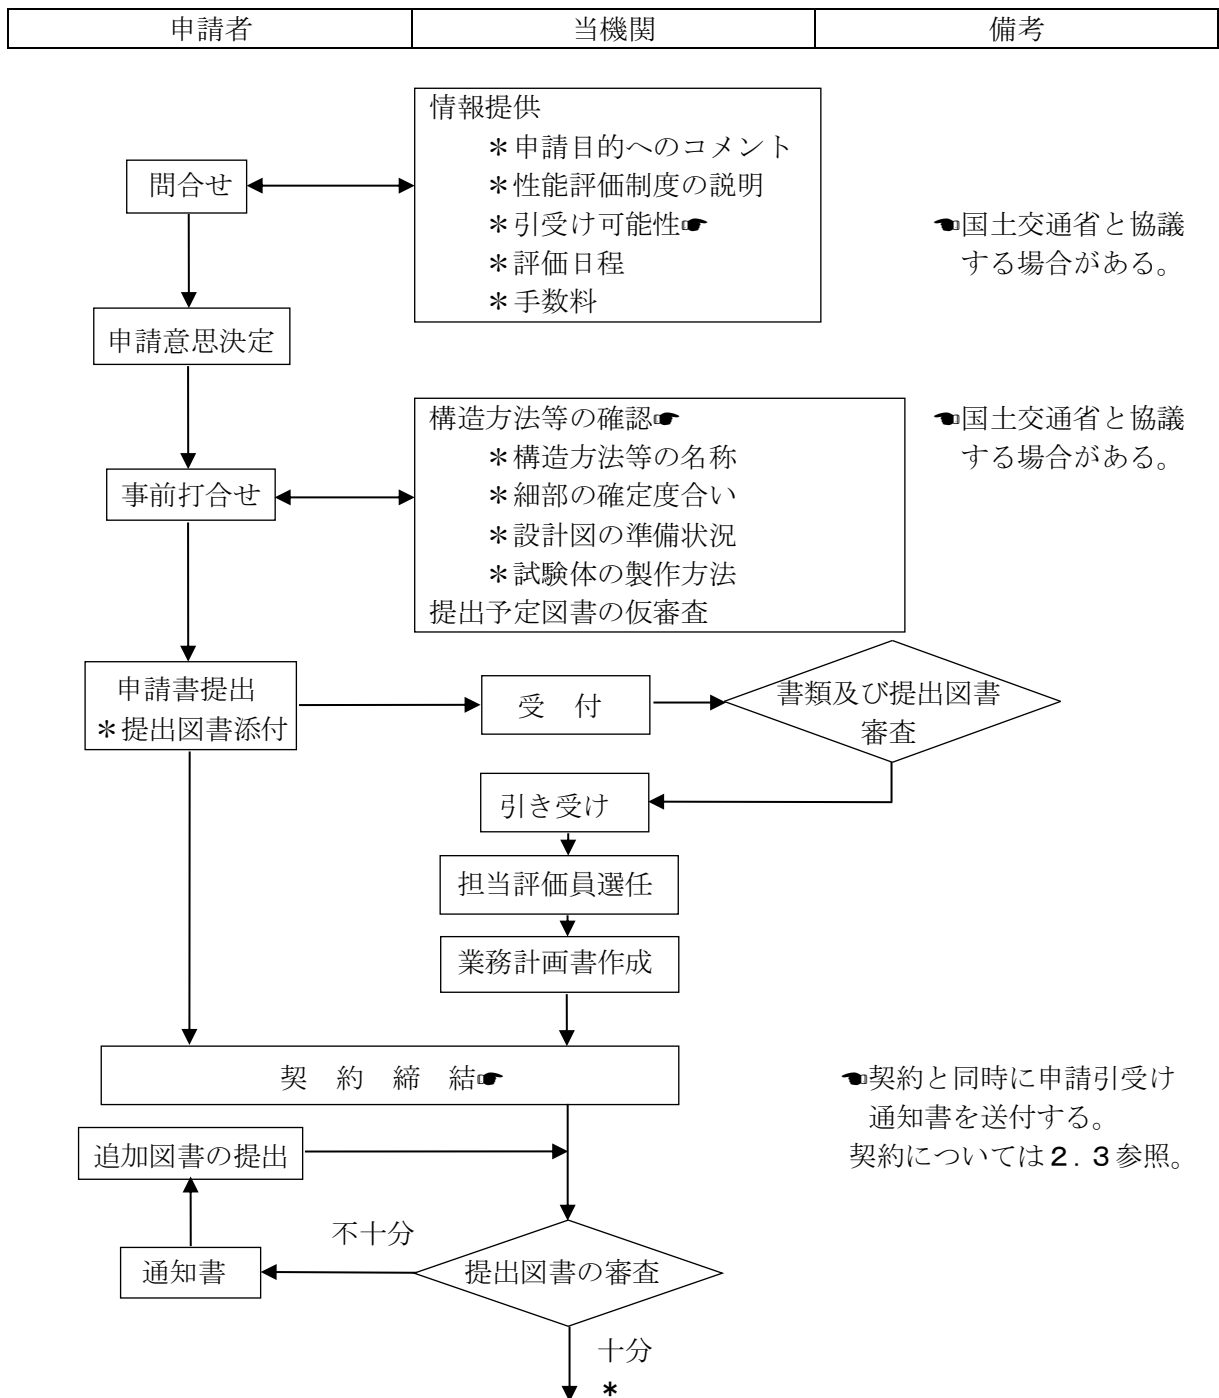 申請者 当機関 備考
情報提供
＊申請目的へのコメント
問合せ
＊性能評価制度の説明
＊引受け可能性☛
☚国土交通省と協議
＊評価日程
する場合がある。
＊手数料
申請意思決定
構造方法等の確認☛
☚国土交通省と協議
＊構造方法等の名称
する場合がある。
事前打合せ
＊細部の確定度合い
＊設計図の準備状況
＊試験体の製作方法
提出予定図書の仮審査
申請書提出
＊提出図書添付
受　付
書類及び提出図書
審査
引き受け
担当評価員選任
業務計画書作成
契　約　締　結☛
☚契約と同時に申請引受け
通知書を送付する。
契約については２．３参照。
追加図書の提出
不十分
通知書
提出図書の審査
十分
＊